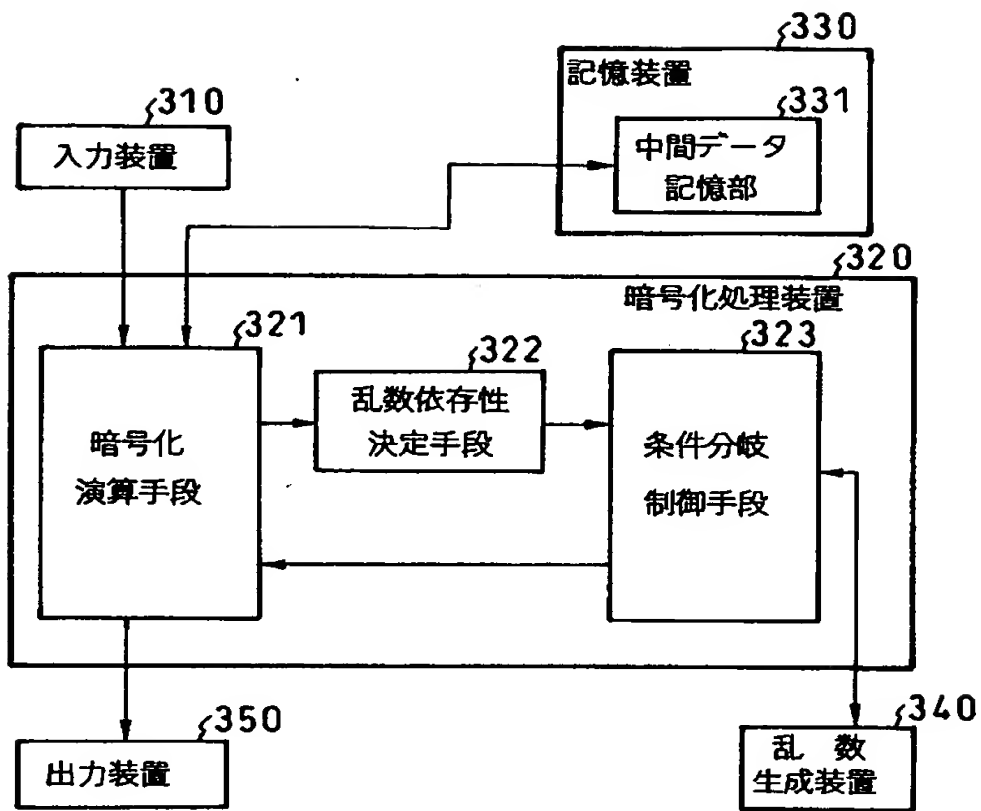 330
記憶装置
310
331
入力装置
中間データ
記憶部
320
暗号化処理装置
321
322
323
乱数依存性
決定手段
暗号化
演算手段
条件分岐
制御手段
350
340
出力装置
乱 数
生成装置